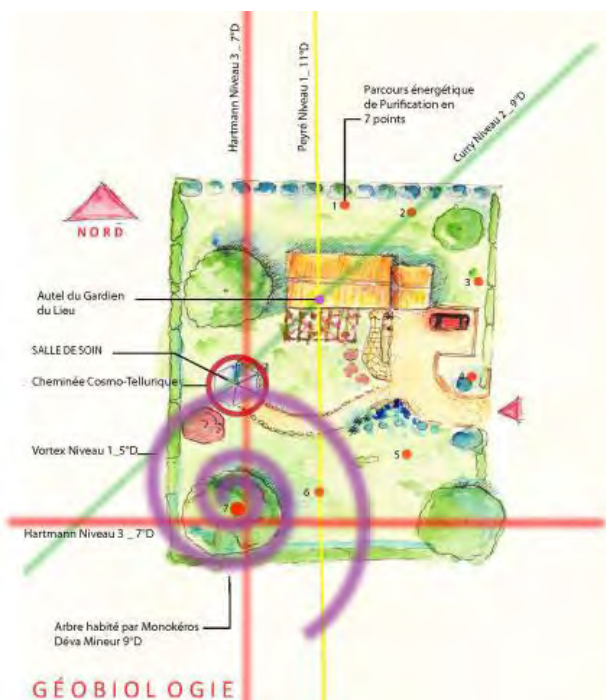 Hartmann Niveau 3 _ 7°D
Peyré Niveau 1_ 11°D
Parcours énergétique
de Purification en
7 points
Curry Niveau 2 _ 9°D
NORD
1
2
3
Autel du Gardien
du Lieu
SALLE DE SOIN
Cheminée Cosmo-Tellurique
4
Vortex Niveau 1_5°D
5
6
7
Hartmann Niveau 3 _ 7°D
Arbre habité par Monokéros
Déva Mineur 9°D
GÉOBIOLOGIE